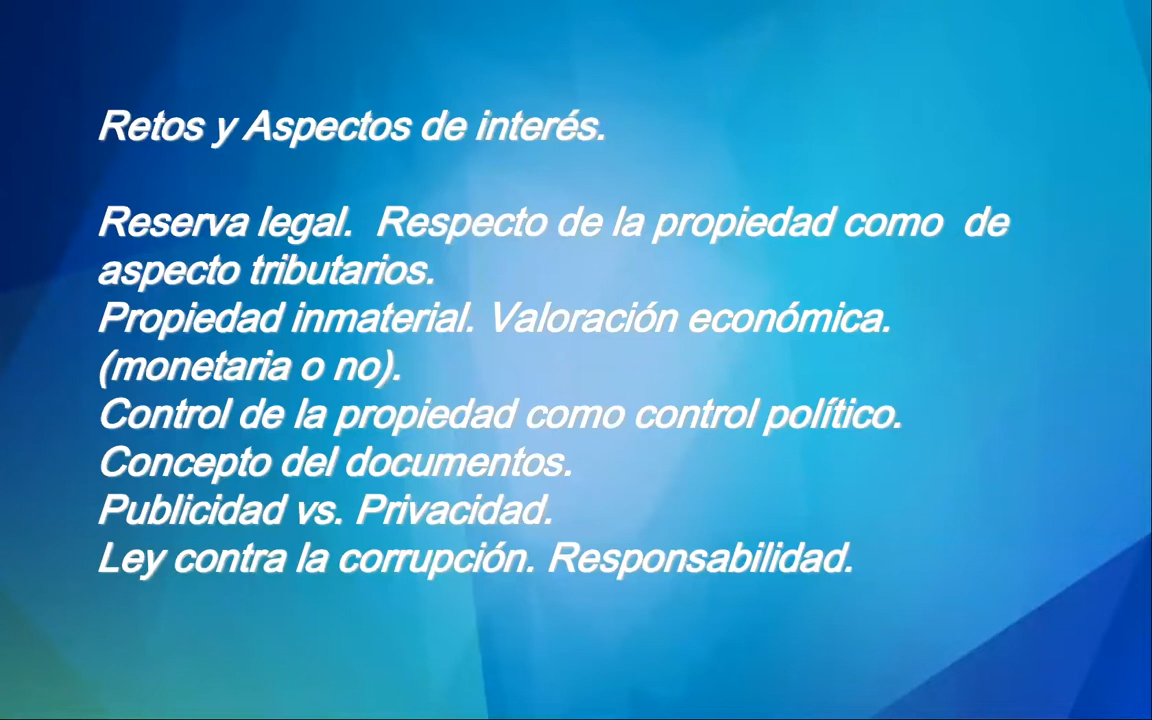 Retos y Aspectos de interés.
Reserva legal.  Respecto de la propiedad como  de
aspecto tributarios.
Propiedad inmaterial. Valoración económica.
(monetaria o no).
Control de la propiedad como control político.
Concepto del documentos.
Publicidad vs. Privacidad.
Ley contra la corrupción. Responsabilidad.